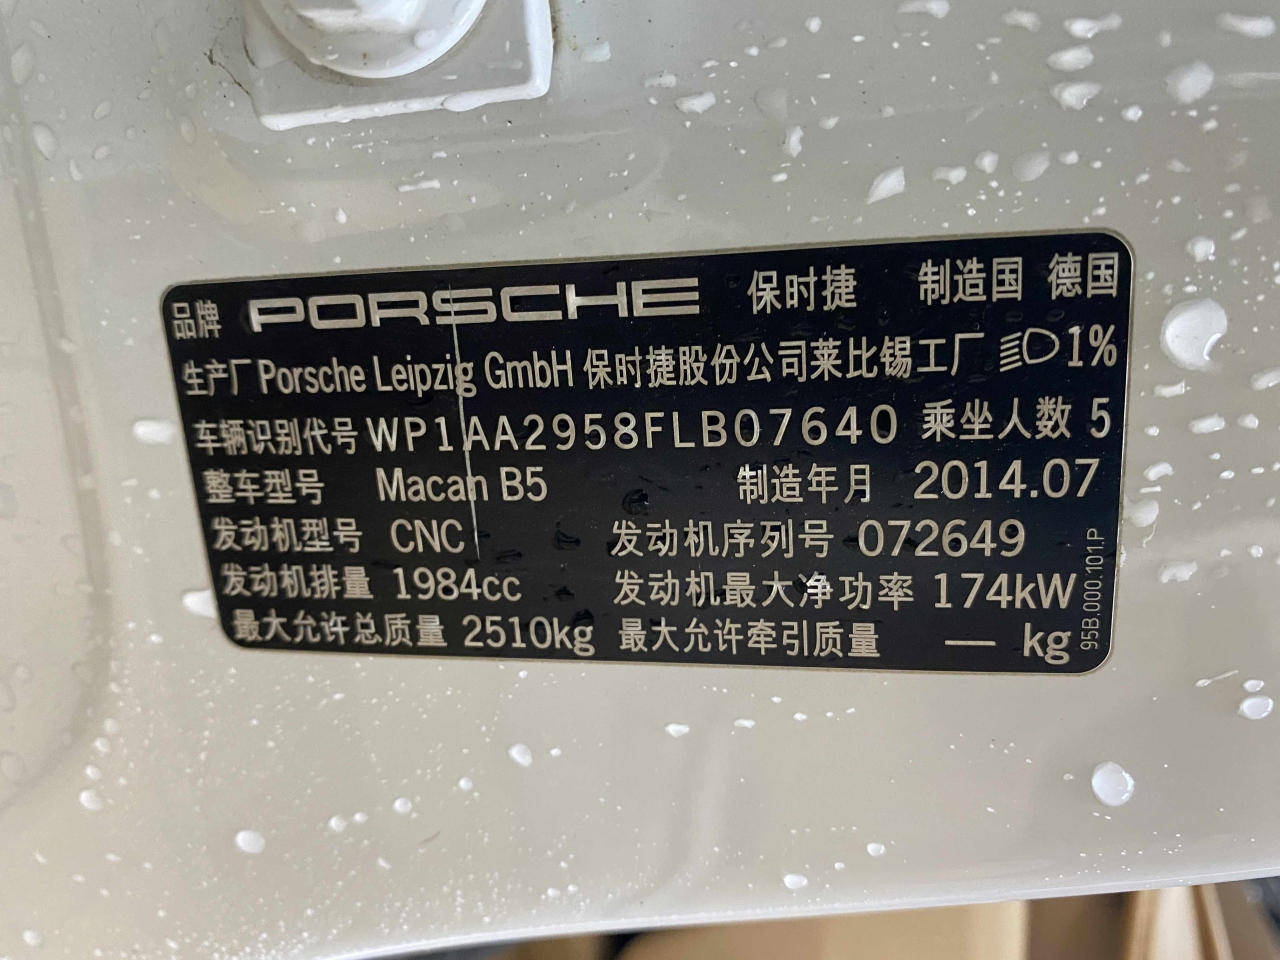 品牌 PORSCHE 保时捷 制造国 德国
生产厂 Porsche Leipzig GmbH 保时捷股份公司莱比锡工厂 1%
车辆识别代号 WP1AA2958FLB07640 乘坐人数 5
整车型号 Macan B5 制造年月 2014.07
发动机型号 CNC 发动机序列号 072649
发动机排量 1984cc 发动机最大净功率 174kW
最大允许总质量 2510kg 最大允许牵引质量 — kg
95B.000.101.P